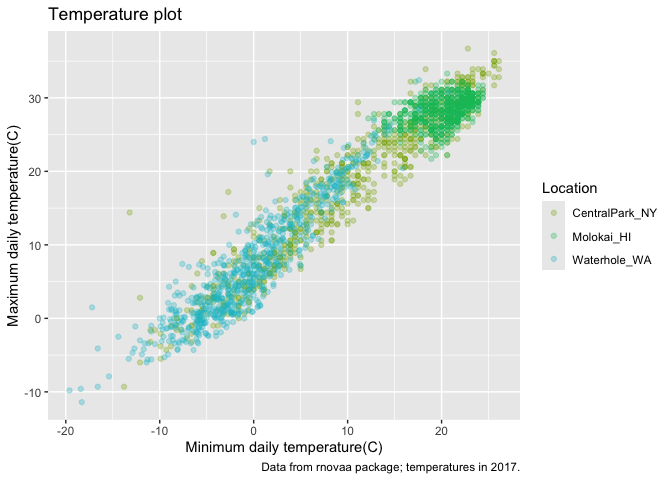 Temperature plot
Maximum daily temperature(C)
30
20
10
0
-10
-20
-10
0
10
20
Minimum daily temperature(C)
Location
CentralPark_NY
Molokai_HI
Waterhole_WA
Data from rnovaa package; temperatures in 2017.